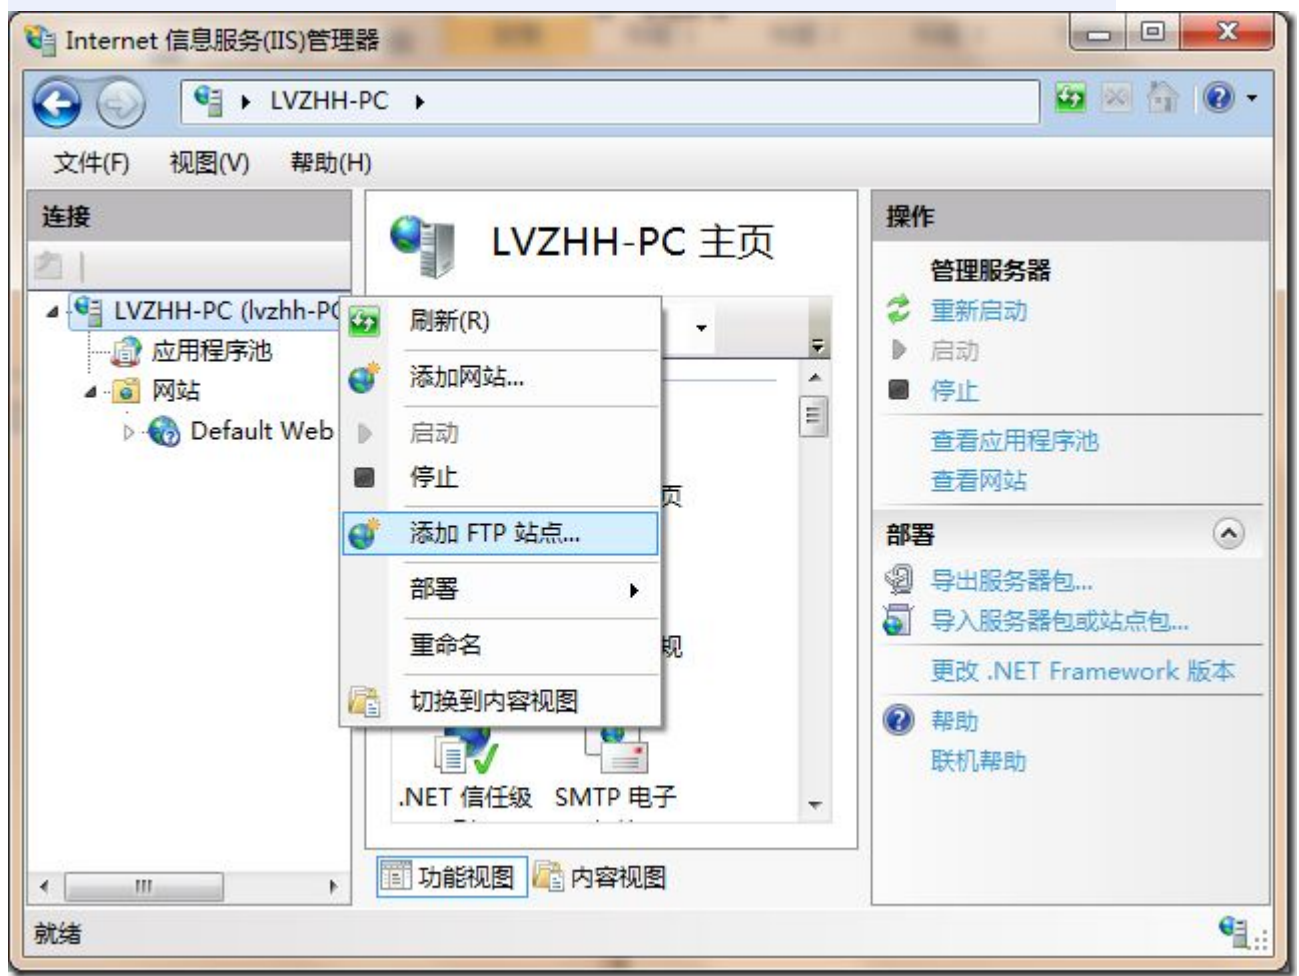 Internet 信息服务(IIS)管理器
LVZHH-PC
文件(F) 视图(V) 帮助(H)
连接
LVZHH-PC (lvzhh-PC
应用程序池
网站
Default Web
LVZHH-PC 主页
刷新(R)
添加网站...
启动
停止
添加 FTP 站点...
部署
重命名
切换到内容视图
页
规
.NET 信任级
SMTP 电子
功能视图
内容视图
操作
管理服务器
重新启动
启动
停止
查看应用程序池
查看网站
部署
导出服务器包...
导入服务器包或站点包...
更改 .NET Framework 版本
帮助
联机帮助
就绪